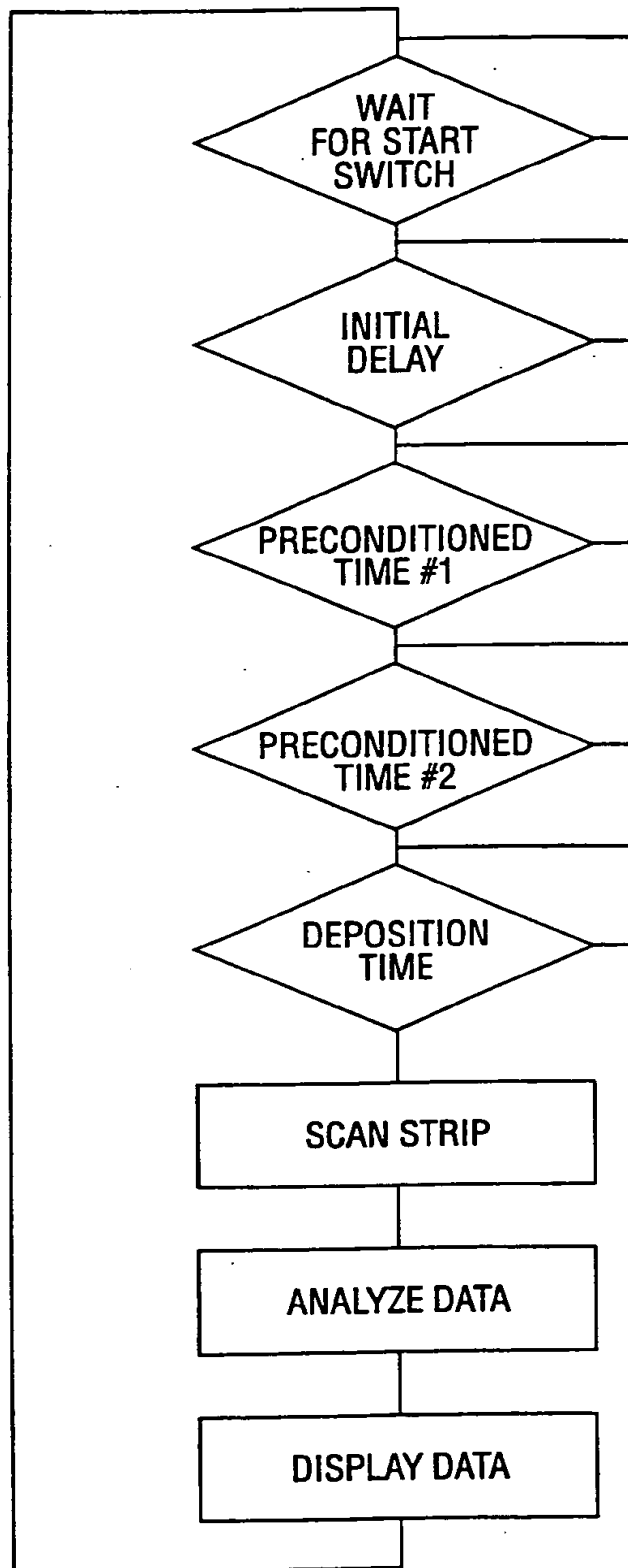 WAIT
FOR START
SWITCH
INITIAL
DELAY
PRECONDITIONED
TIME #1
PRECONDITIONED
TIME #2
DEPOSITION
TIME
SCAN STRIP
ANALYZE DATA
DISPLAY DATA